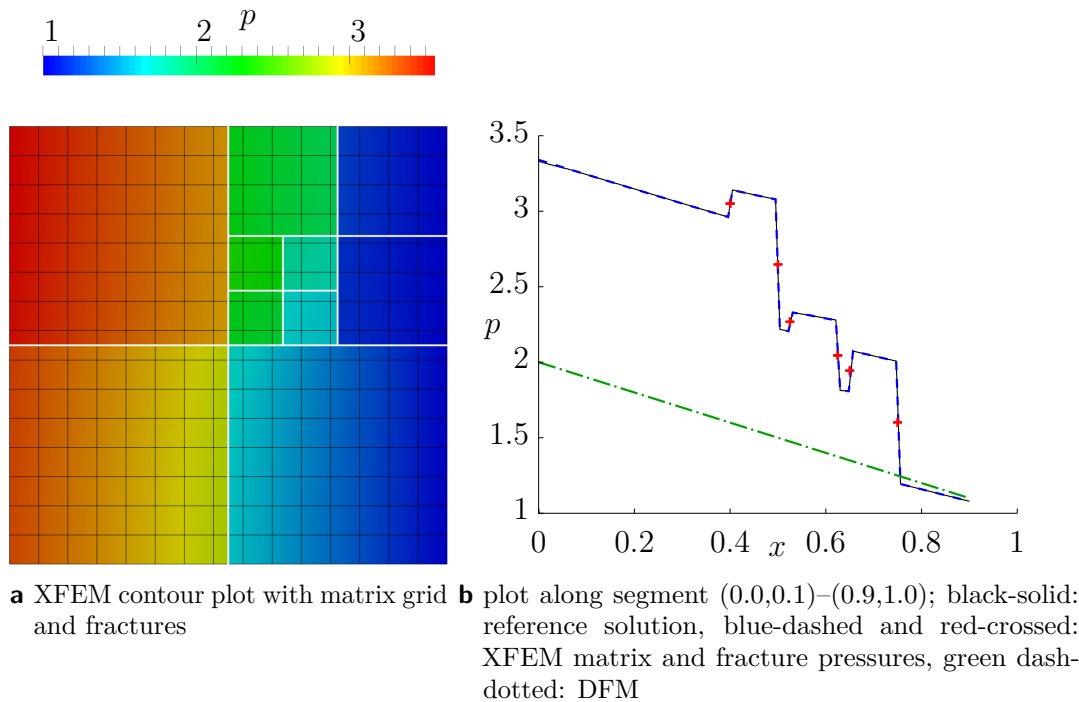 p
1 2 3
3.5
3
2.5
p
2
1.5
1
0 0.2 0.4 x 0.6 0.8 1
a XFEM contour plot with matrix grid
and fractures
b plot along segment (0.0,0.1)–(0.9,1.0); black-solid:
reference solution, blue-dashed and red-crossed:
XFEM matrix and fracture pressures, green dash-
dotted: DFM